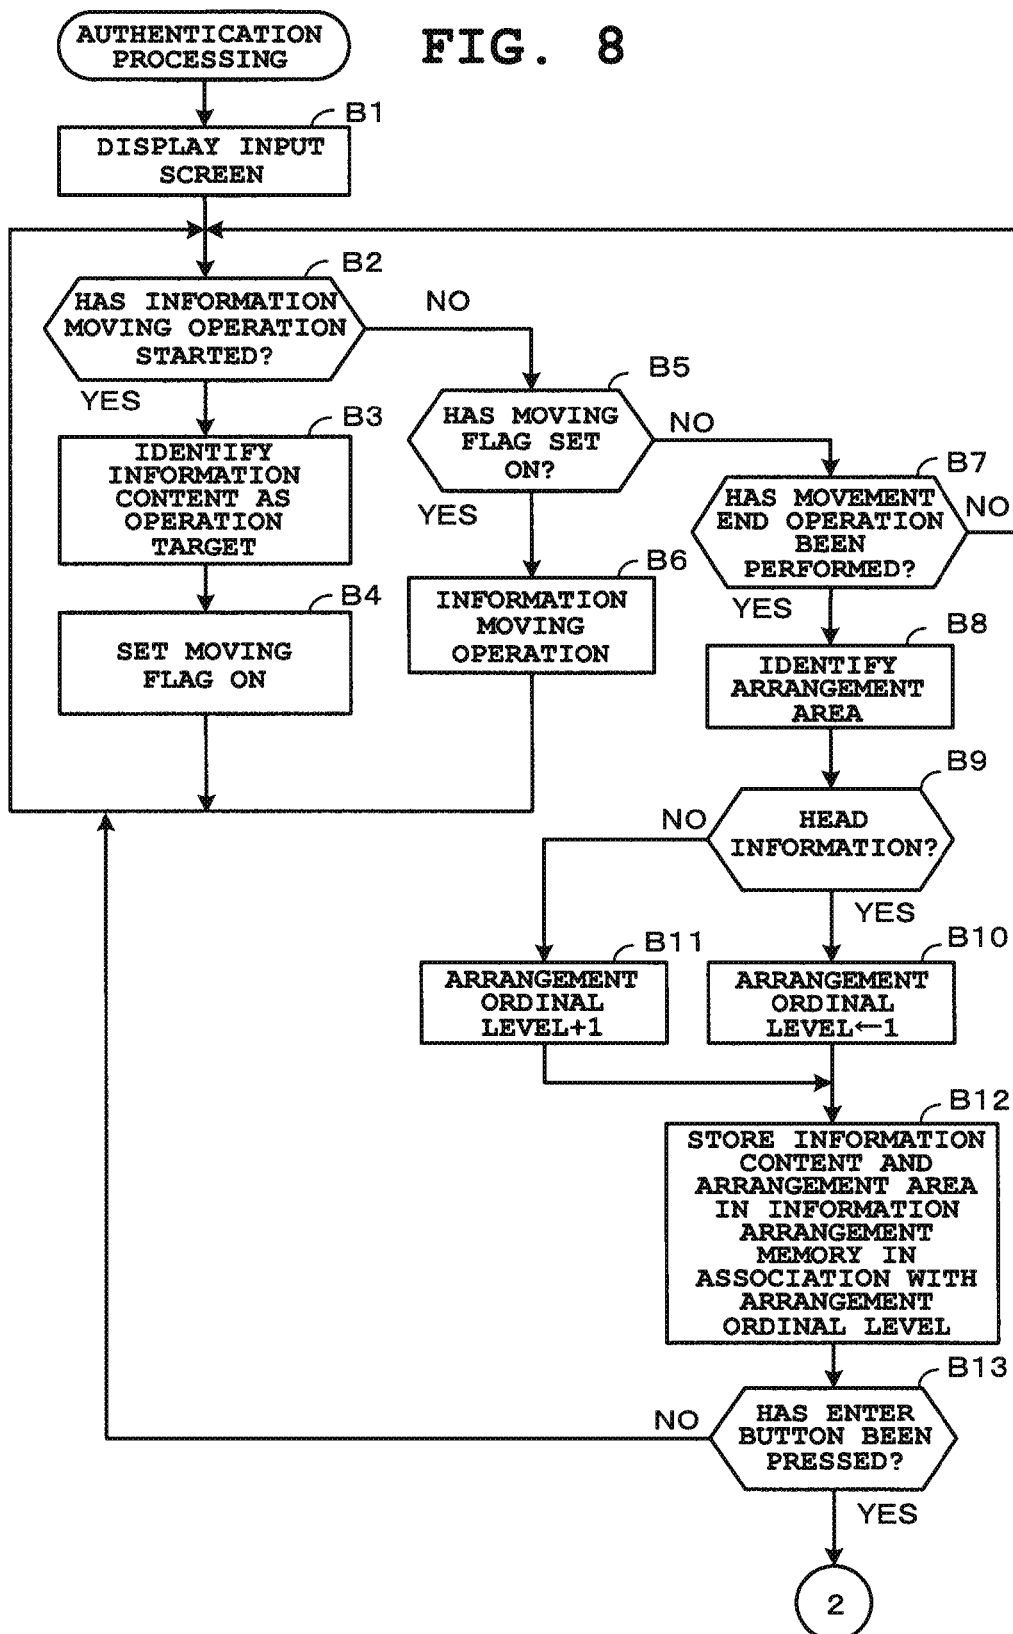 FIG. 8
AUTHENTICATION
PROCESSING
B1
DISPLAY INPUT
SCREEN
B2
HAS INFORMATION
MOVING OPERATION
STARTED?
NO
YES
B3
IDENTIFY
INFORMATION
CONTENT AS
OPERATION
TARGET
B4
SET MOVING
FLAG ON
B5
HAS MOVING
FLAG SET
ON?
NO
YES
B6
INFORMATION
MOVING
OPERATION
B7
HAS MOVEMENT
END OPERATION
BEEN
PERFORMED?
NO
YES
B8
IDENTIFY
ARRANGEMENT
AREA
B9
HEAD
INFORMATION?
NO
YES
B11
ARRANGEMENT
ORDINAL
LEVEL+1
B10
ARRANGEMENT
ORDINAL
LEVEL←1
B12
STORE INFORMATION
CONTENT AND
ARRANGEMENT AREA
IN INFORMATION
ARRANGEMENT
MEMORY IN
ASSOCIATION WITH
ARRANGEMENT
ORDINAL LEVEL
B13
HAS ENTER
BUTTON BEEN
PRESSED?
NO
YES
2